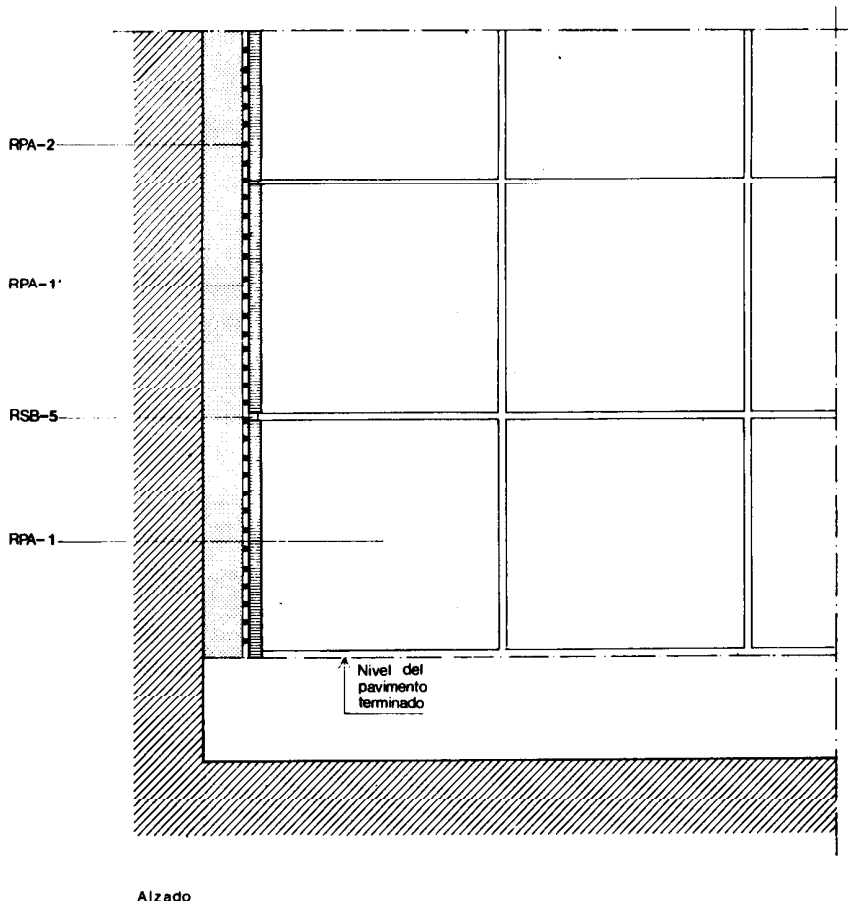 RPA-2
RPA-1'
RSB-5
RPA-1
Nivel del
pavimento
terminado
Alzado